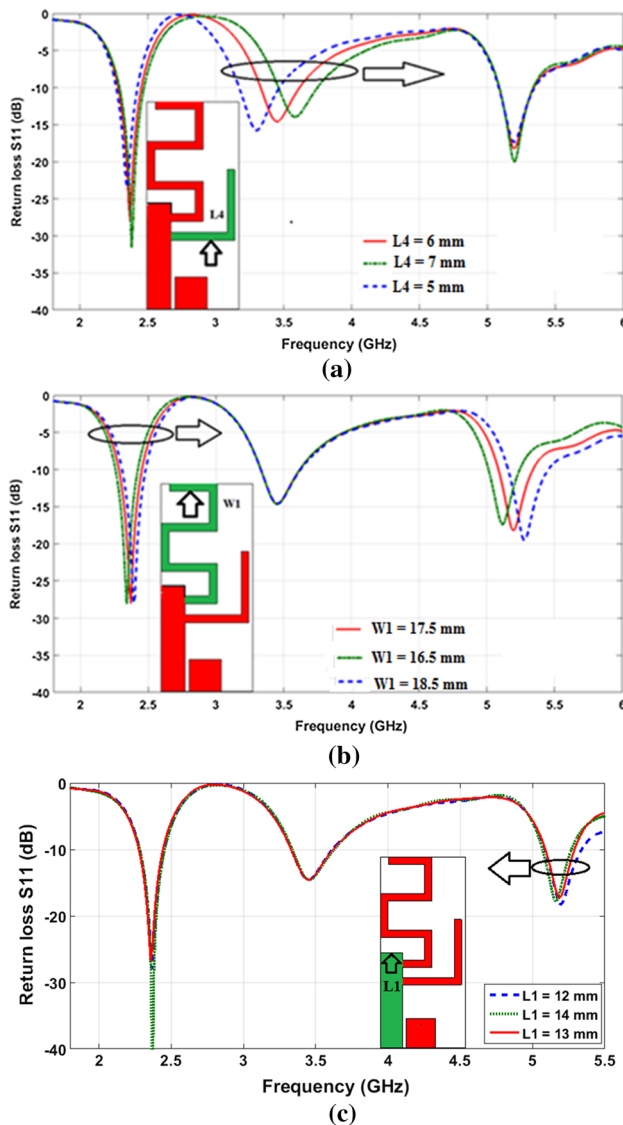 (a)
Return loss S11 (dB)
0
-5
-10
-15
-20
-25
-30
-35
-40
L4
L4 = 6 mm
L4 = 7 mm
L4 = 5 mm
2 2.5 3 3.5 4 4.5 5 5.5 6
Frequency (GHz)
(b)
Return loss S11 (dB)
0
-5
-10
-15
-20
-25
-30
-35
-40
W1
W1 = 17.5 mm
W1 = 16.5 mm
W1 = 18.5 mm
2 2.5 3 3.5 4 4.5 5 5.5 6
Frequency (GHz)
(c)
Return loss S11 (dB)
0
-10
-20
-30
-40
L1
L1 = 12 mm
L1 = 14 mm
L1 = 13 mm
2 2.5 3 3.5 4 4.5 5 5.5
Frequency (GHz)